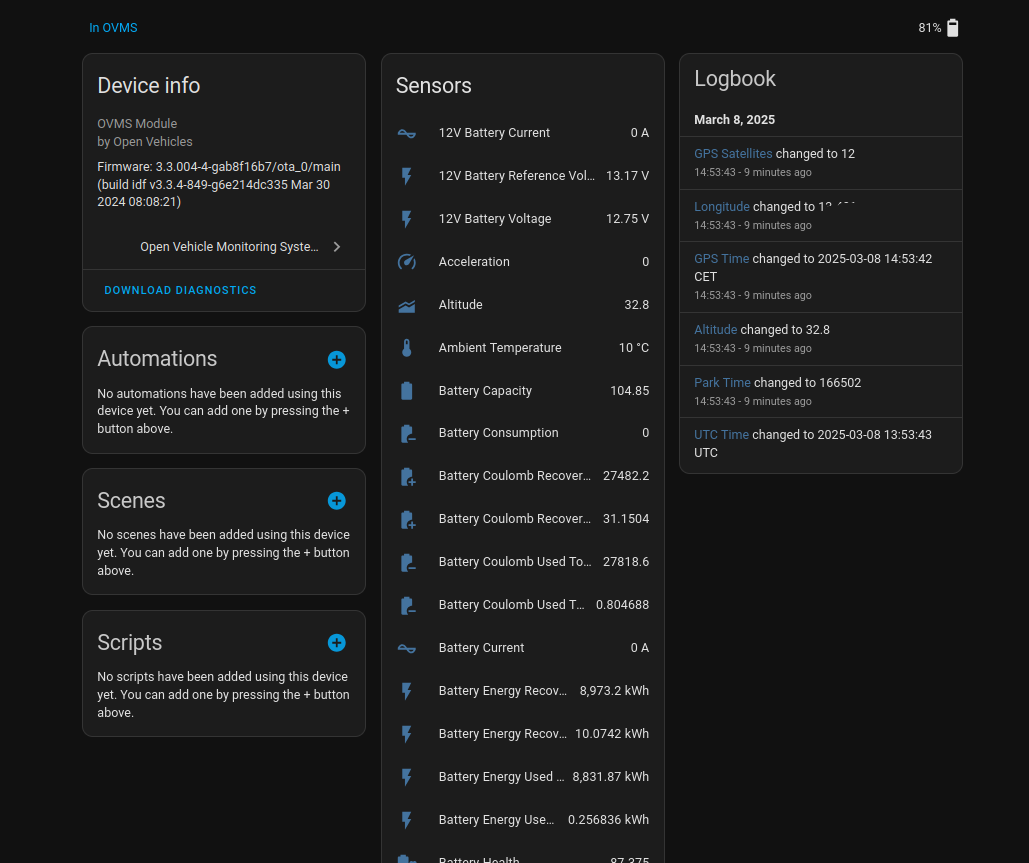 In OVMS
81%
Device info
OVMS Module
by Open Vehicles
Firmware: 3.3.004-4-gab8f16b7/ota_0/main
(build idf v3.3.4-849-g6e214dc335 Mar 30
2024 08:08:21)
Open Vehicle Monitoring Syste...
DOWNLOAD DIAGNOSTICS
Automations
No automations have been added using this
device yet. You can add one by pressing the +
button above.
Scenes
No scenes have been added using this device
yet. You can add one by pressing the + button
above.
Scripts
No scripts have been added using this device
yet. You can add one by pressing the + button
above.
Sensors
12V Battery Current 0 A
12V Battery Reference Vol... 13.17 V
12V Battery Voltage 12.75 V
Acceleration 0
Altitude 32.8
Ambient Temperature 10 °C
Battery Capacity 104.85
Battery Consumption 0
Battery Coulomb Recover... 27482.2
Battery Coulomb Recover... 31.1504
Battery Coulomb Used To... 27818.6
Battery Coulomb Used T... 0.804688
Battery Current 0 A
Battery Energy Recov... 8,973.2 kWh
Battery Energy Recov... 10.0742 kWh
Battery Energy Used ... 8,831.87 kWh
Battery Energy Use... 0.256836 kWh
Battery Health 87.375
Logbook
March 8, 2025
GPS Satellites changed to 12
14:53:43 - 9 minutes ago
Longitude changed to
14:53:43 - 9 minutes ago
GPS Time changed to 2025-03-08 14:53:42
CET
14:53:43 - 9 minutes ago
Altitude changed to 32.8
14:53:43 - 9 minutes ago
Park Time changed to 166502
14:53:43 - 9 minutes ago
UTC Time changed to 2025-03-08 13:53:43
UTC